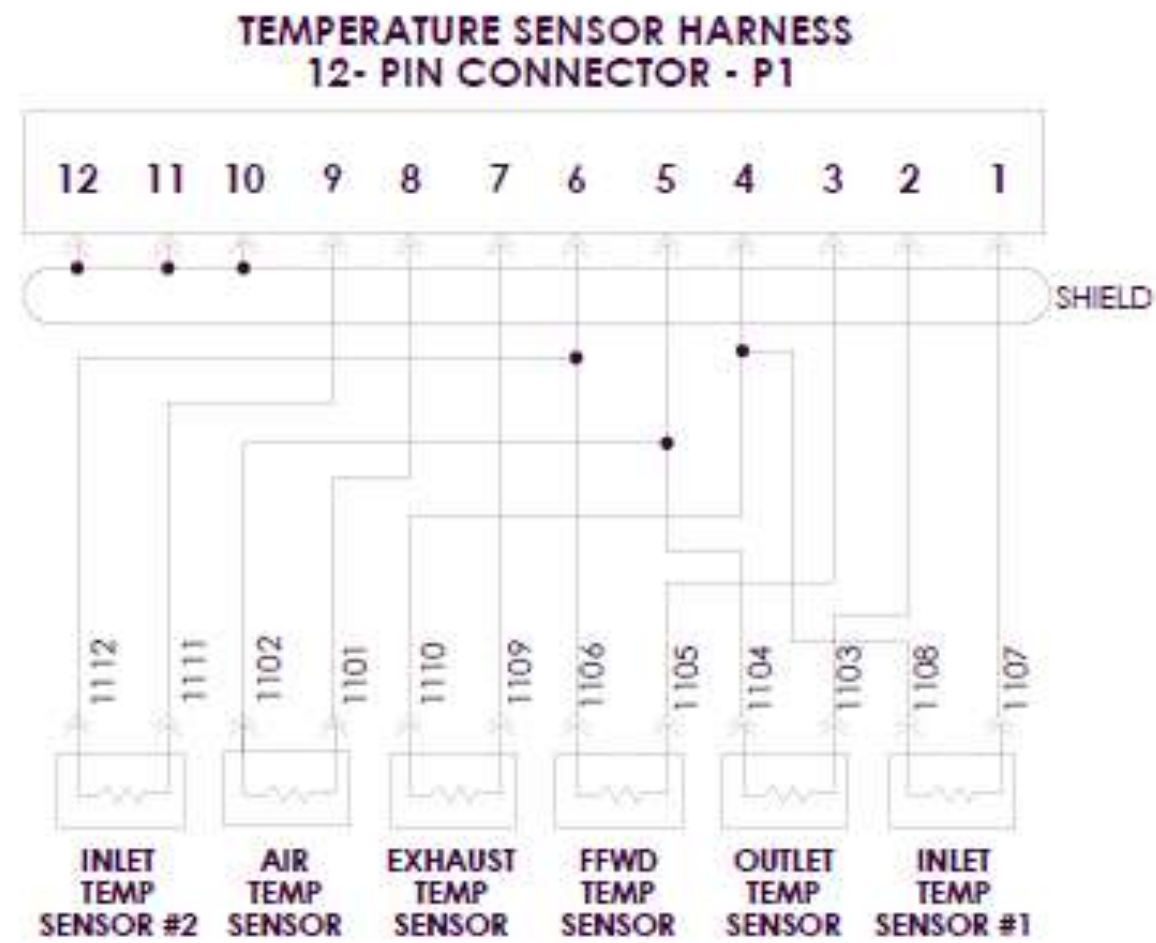 TEMPERATURE SENSOR HARNESS
12- PIN CONNECTOR - P1
12 11 10 9 8 7 6 5 4 3 2 1
SHIELD
1112 1111 1102 1101 1110 1109 1106 1105 1104 1103 1108 1107
INLET TEMP SENSOR #2
AIR TEMP SENSOR
EXHAUST TEMP SENSOR
FFWD TEMP SENSOR
OUTLET TEMP SENSOR
INLET TEMP SENSOR #1